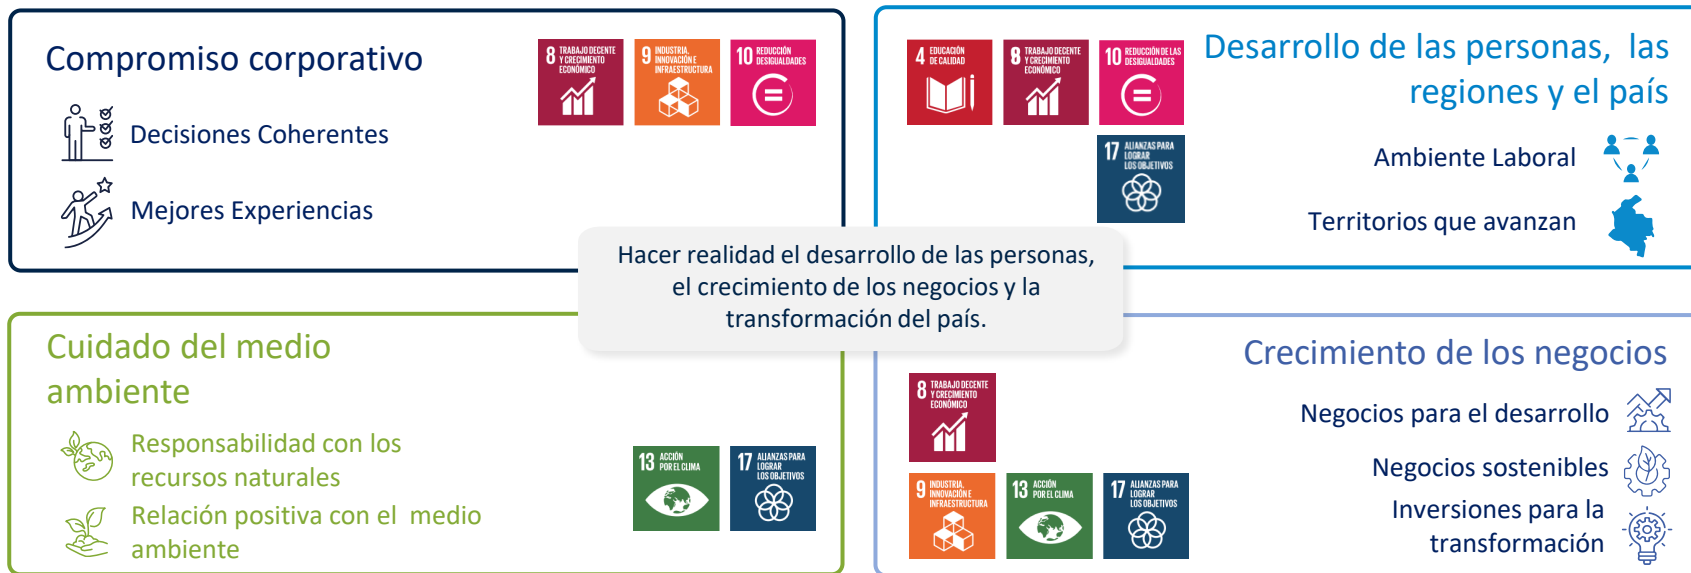 Compromiso corporativo
8 TRABAJO DECENTE
Y CRECIMIENTO
ECONÓMICO
9 INDUSTRIA,
INNOVACIÓN E
INFRAESTRUCTURA
10 REDUCCIÓN
DESIGUALDADES
Decisiones Coherentes
Mejores Experiencias
4 EDUCACIÓN
DE CALIDAD
8 TRABAJO DECENTE
Y CRECIMIENTO
ECONÓMICO
10 REDUCCIÓN DE LAS
DESIGUALDADES
17 ALIANZAS PARA
LOGRAR
LOS OBJETIVOS
Desarrollo de las personas, las
regiones y el país
Ambiente Laboral
Territorios que avanzan
Hacer realidad el desarrollo de las personas,
el crecimiento de los negocios y la
transformación del país.
Cuidado del medio
ambiente
Responsabilidad con los
recursos naturales
Relación positiva con el medio
ambiente
13 ACCIÓN
POR EL CLIMA
17 ALIANZAS PARA
LOGRAR
LOS OBJETIVOS
Crecimiento de los negocios
8 TRABAJO DECENTE
Y CRECIMIENTO
ECONÓMICO
9 INDUSTRIA,
INNOVACIÓN E
INFRAESTRUCTURA
13 ACCIÓN
POR EL CLIMA
17 ALIANZAS PARA
LOGRAR
LOS OBJETIVOS
Negocios para el desarrollo
Negocios sostenibles
Inversiones para la
transformación